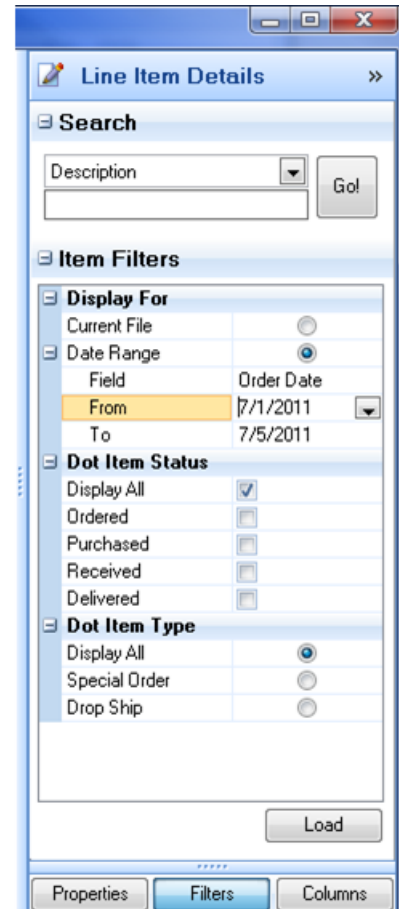 Line Item Details »
Search
Description
Go!
Item Filters
Display For
Current File
Date Range
Field Order Date
From 7/1/2011
To 7/5/2011
Dot Item Status
Display All
Ordered
Purchased
Received
Delivered
Dot Item Type
Display All
Special Order
Drop Ship
Load
Properties Filters Columns